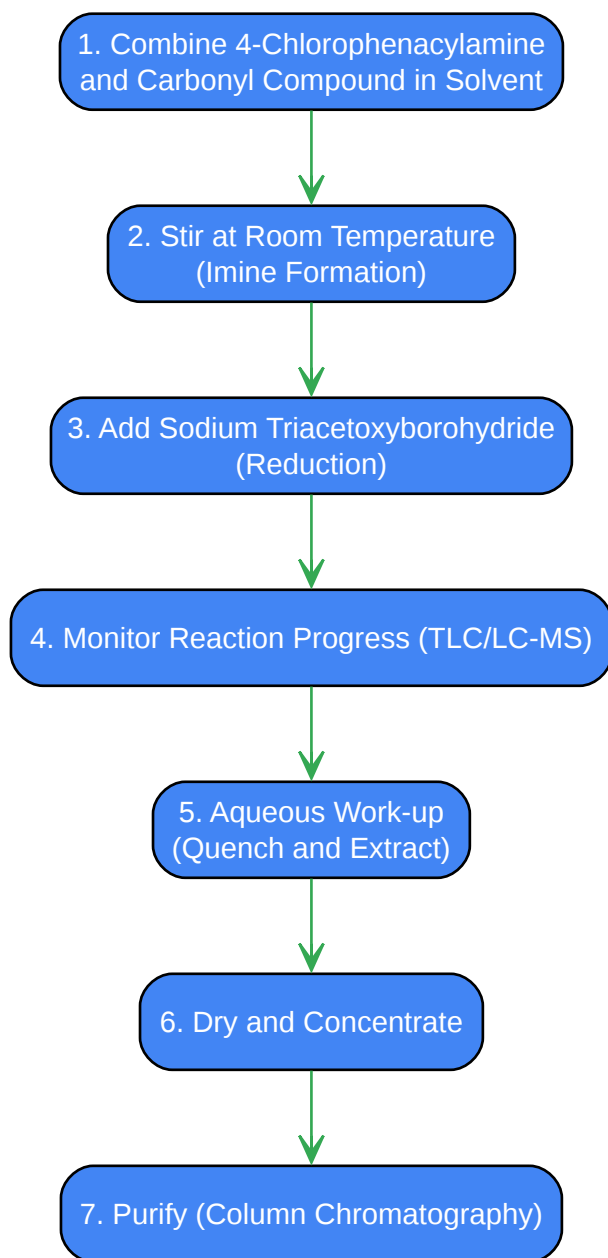 1. Combine 4-Chlorophenacylamine
and Carbonyl Compound in Solvent
2. Stir at Room Temperature
(Imine Formation)
3. Add Sodium Triacetoxyborohydride
(Reduction)
4. Monitor Reaction Progress (TLC/LC-MS)
5. Aqueous Work-up
(Quench and Extract)
6. Dry and Concentrate
7. Purify (Column Chromatography)